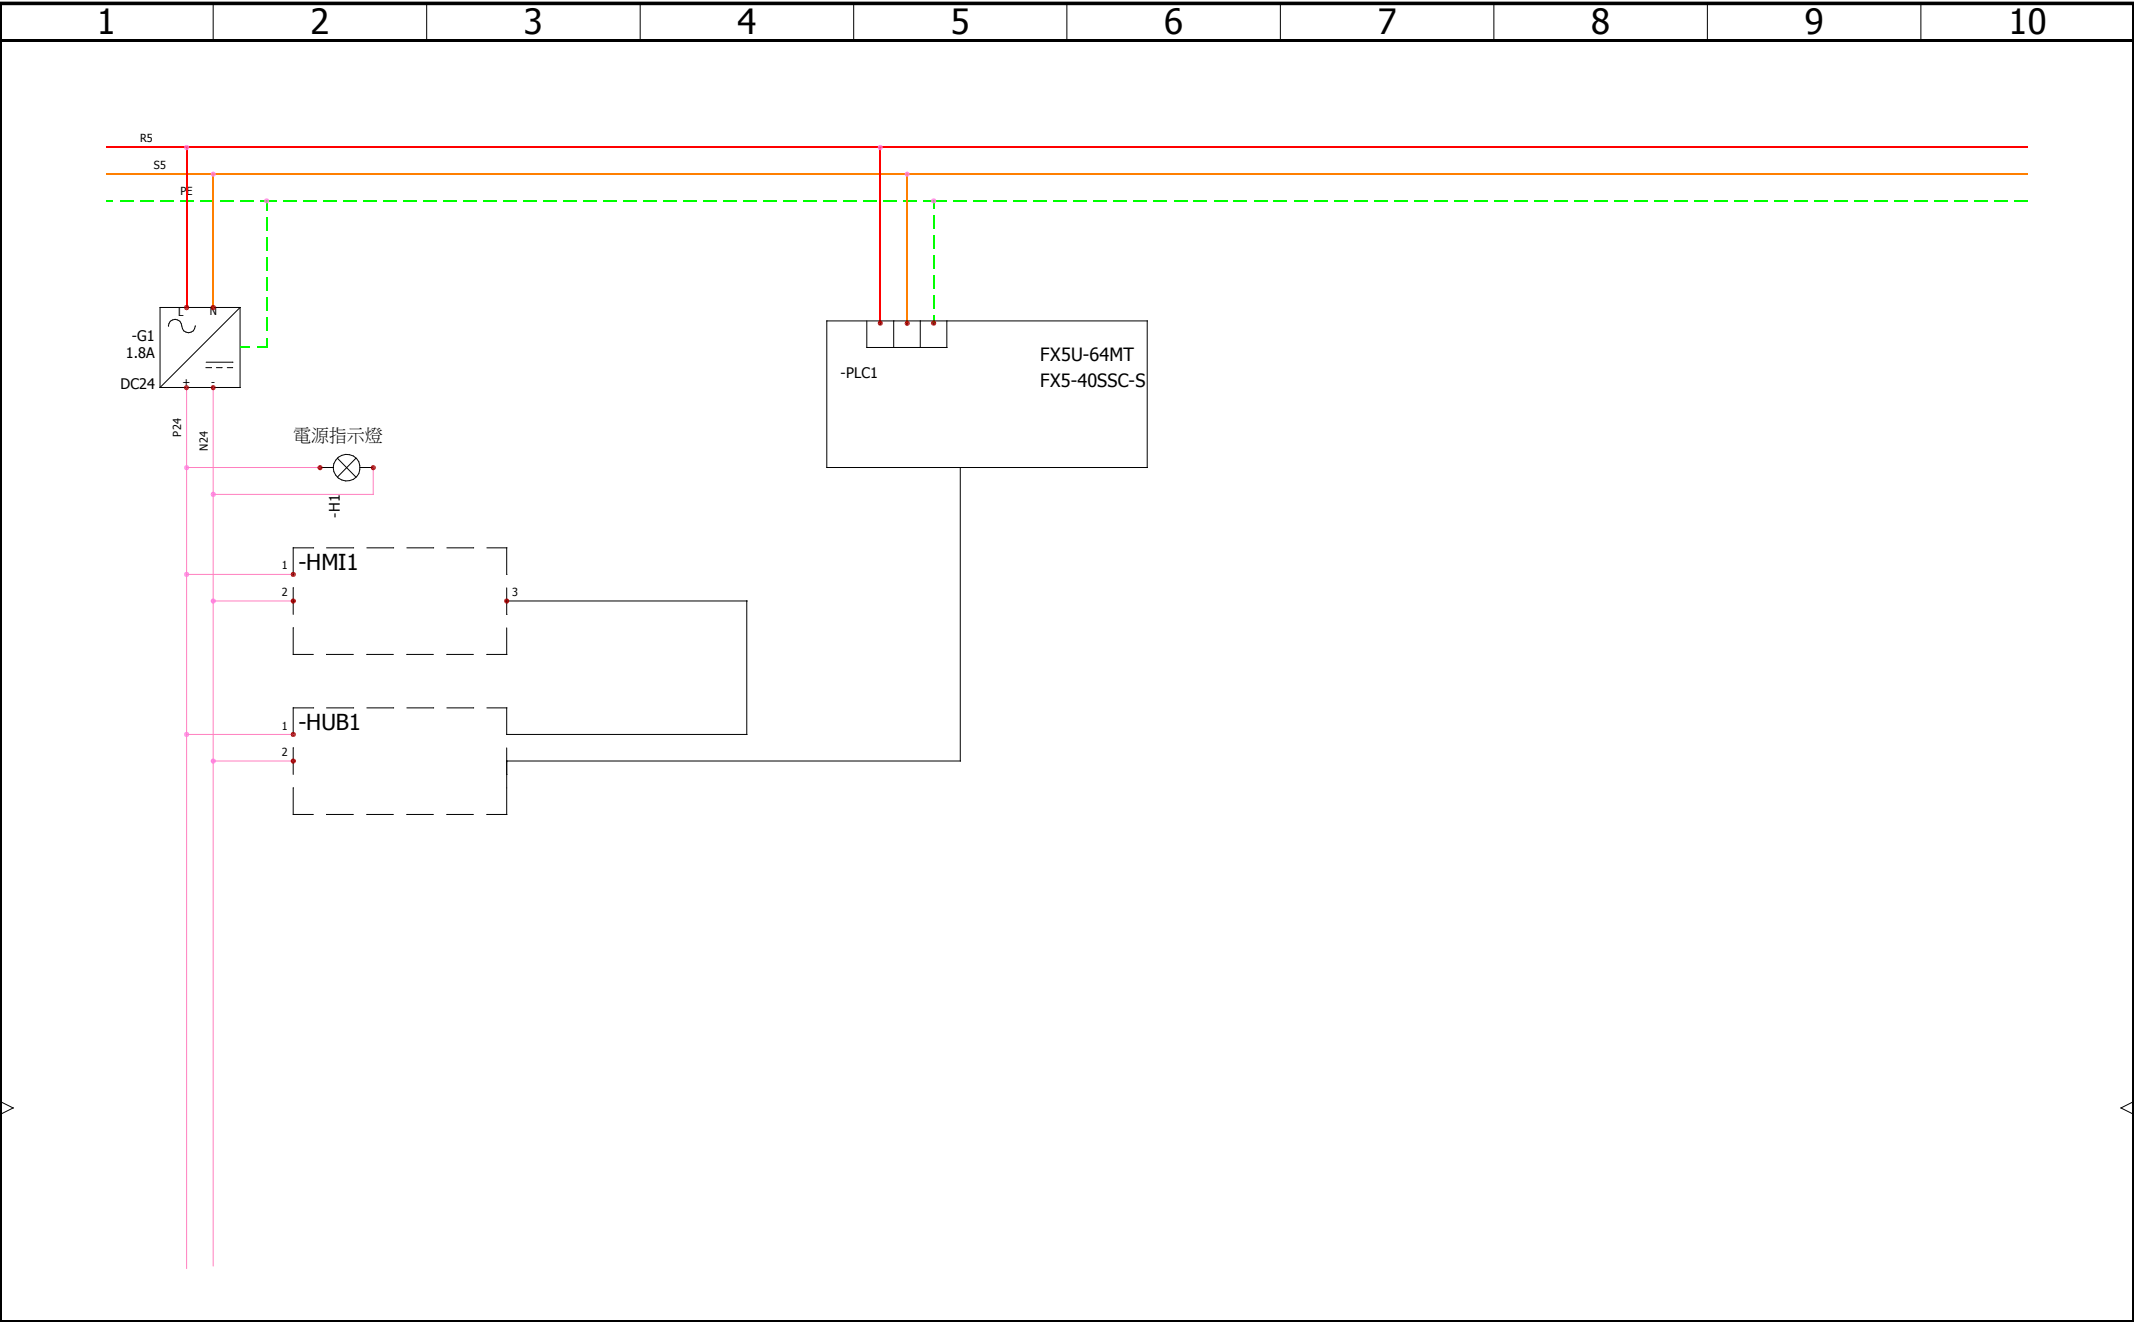 1 2 3 4 5 6 7 8 9 10
R5
S5
PE
L N
-G1
1.8A
DC24
+ -
P24
N24
電源指示燈
-H1
-PLC1
FX5U-64MT
FX5-40SSC-S
-HMI1
1
2
3
-HUB1
1
2